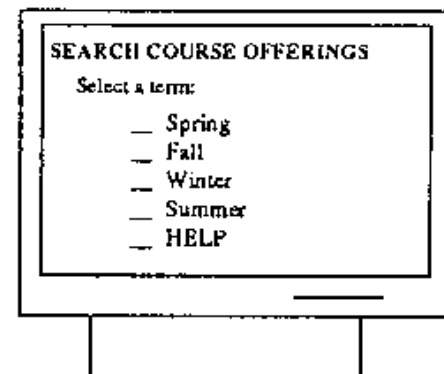 SEARCH COURSE OFFERINGS
Select a term:
__ Spring
__ Fall
__ Winter
__ Summer
__ HELP